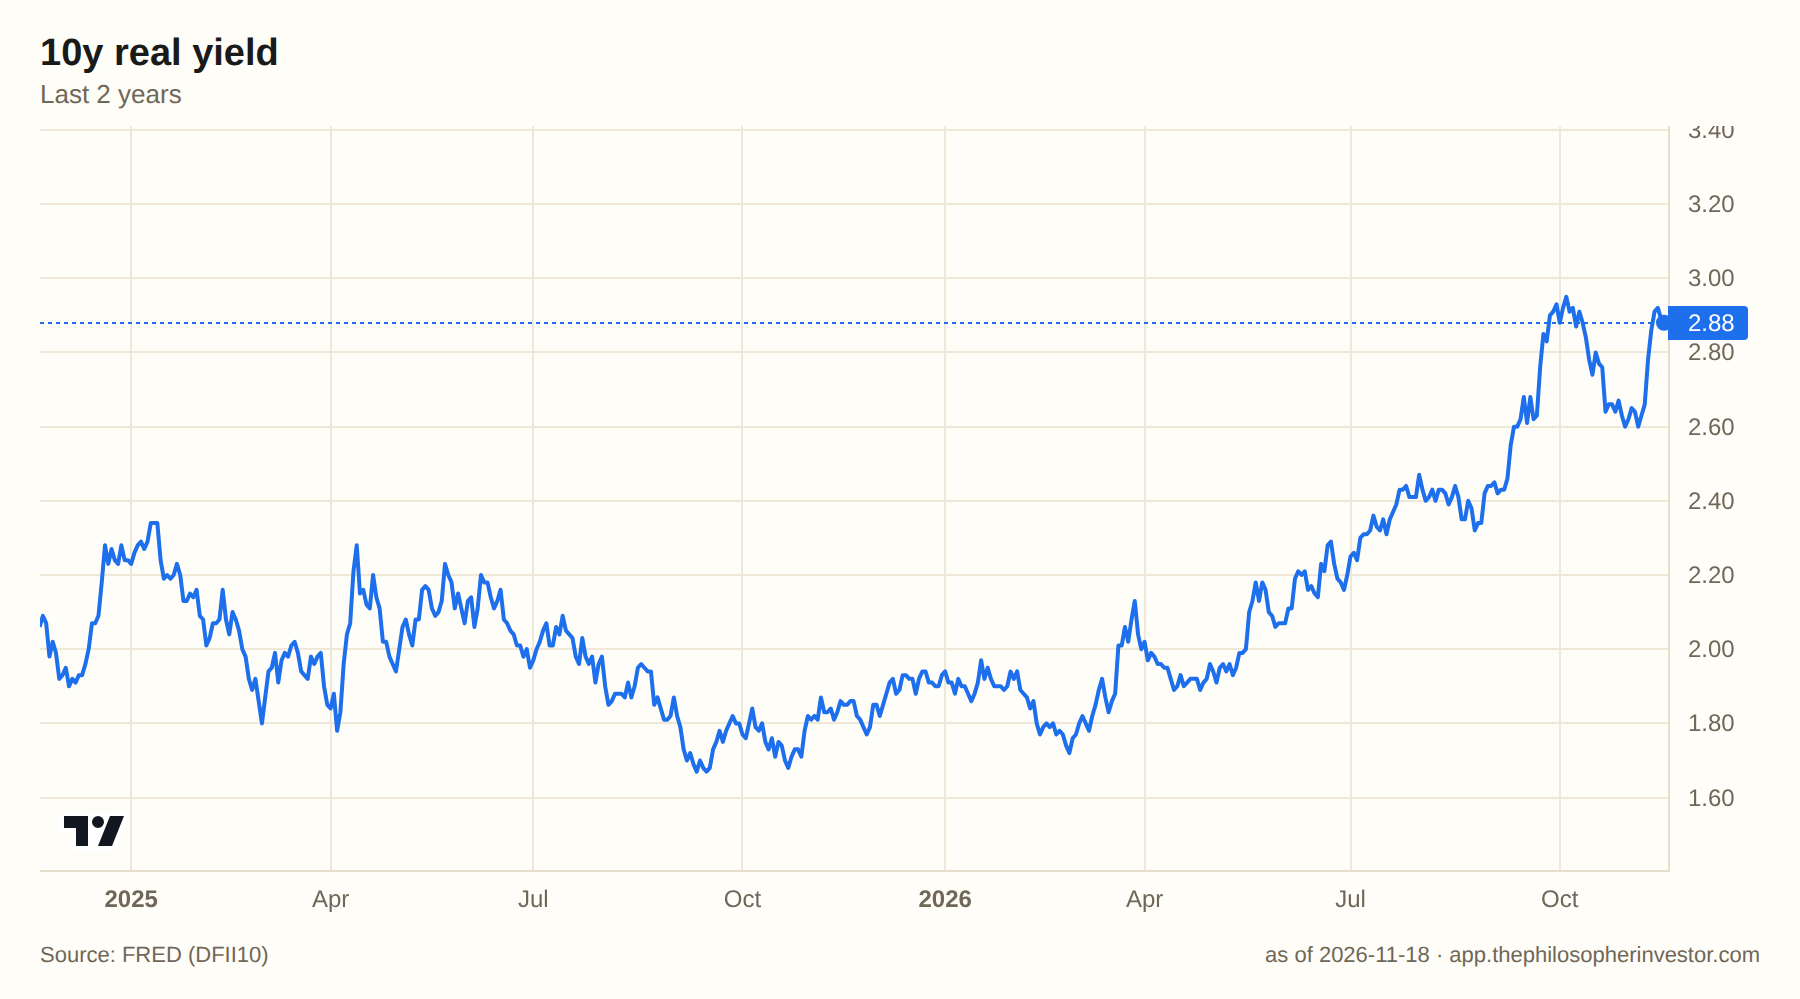 10y real yield
Last 2 years
3.40
3.20
3.00
2.88
2.80
2.60
2.40
2.20
2.00
1.80
1.60
2025 Apr Jul Oct 2026 Apr Jul Oct
Source: FRED (DFII10)
as of 2026-11-18 · app.thephilosopherinvestor.com